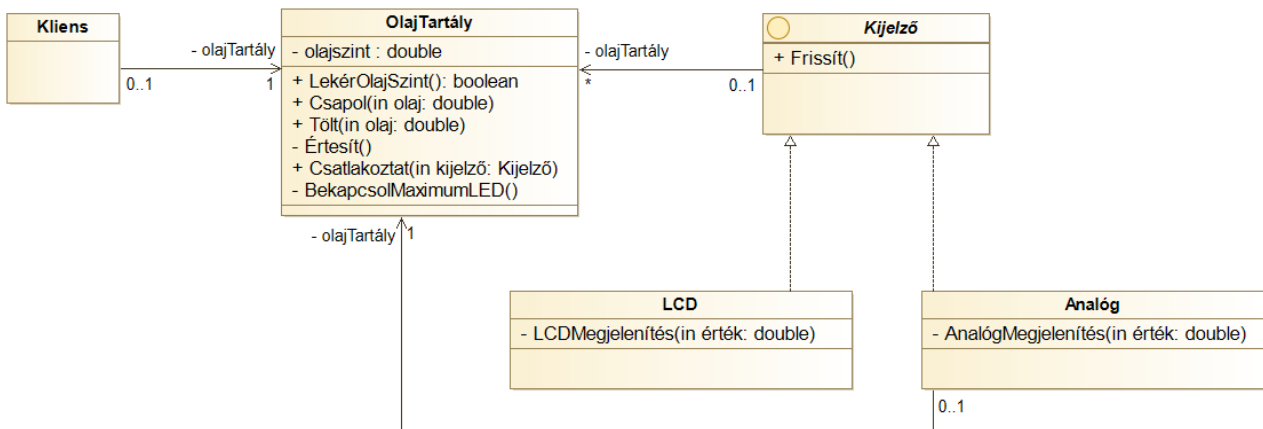 Kliens
- olajTartály
0..1
1
OlajTartály
- olajszint : double
+ LekérOlajSzint(): boolean
+ Csapol(in olaj: double)
+ Tölt(in olaj: double)
- Értesít()
+ Csatlakoztat(in kijelző: Kijelző)
- BekapcsolMaximumLED()
- olajTartály
*
0..1
Kijelző
+ Frissít()
- olajTartály
1
LCD
- LCDMegjelenítés(in érték: double)
Analóg
- AnalógMegjelenítés(in érték: double)
0..1